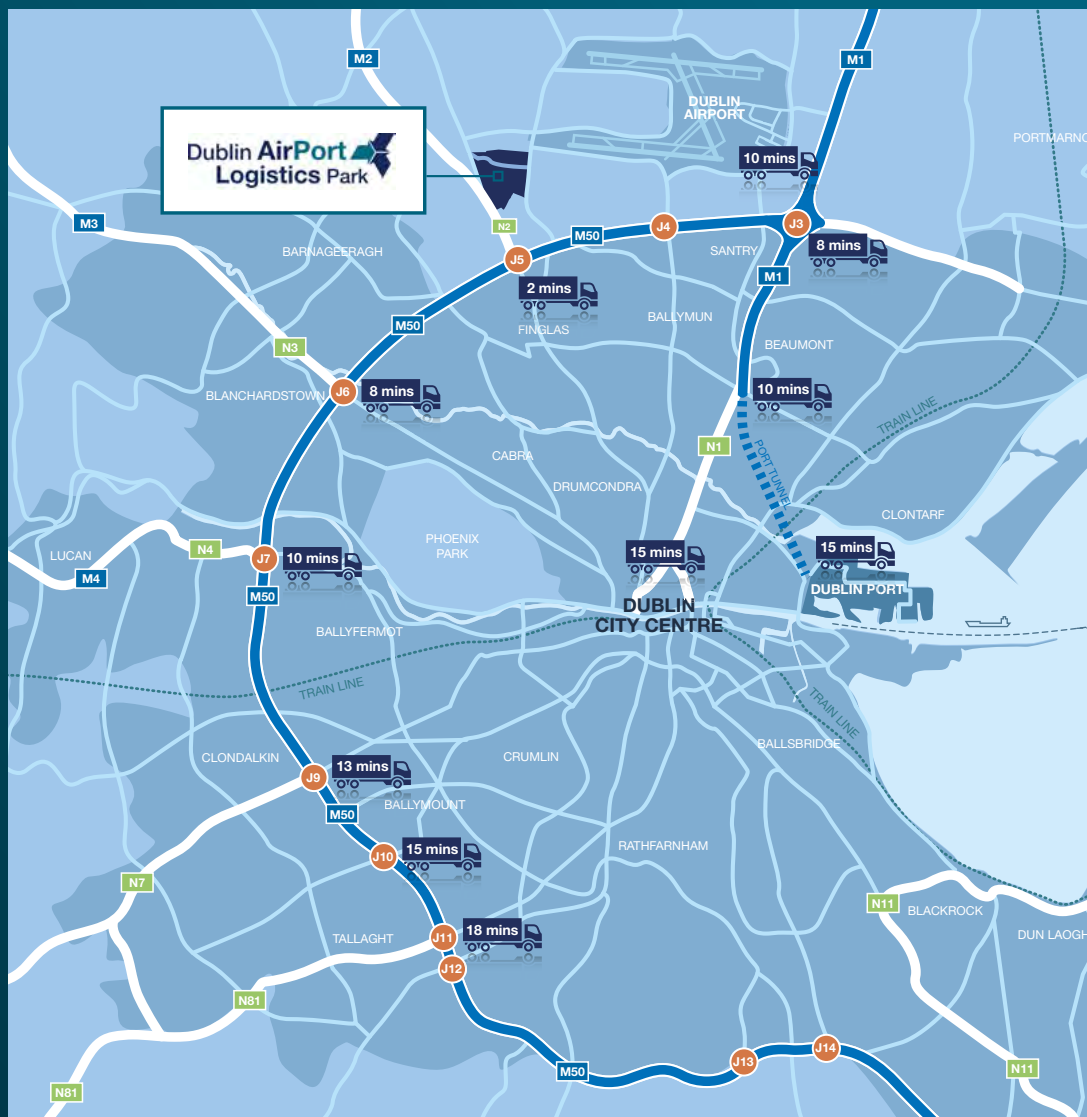 M2
M1
DUBLIN
AIRPORT
PORTMARNO
10 mins
Dublin AirPort
Logistics Park
M3
N2
M50
J4
J3
BARNAGEERAGH
SANTRY
8 mins
J5
M1
2 mins
M50
FINGLAS
BALLYMUN
BEAUMONT
N3
BLANCHARDSTOWN
J6
8 mins
10 mins
TRAIN LINE
N1
CABRA
PORT TUNNEL
DRUMCONDRA
CLONTARF
PHOENIX
PARK
LUCAN
N4
J7
10 mins
15 mins
15 mins
M4
M50
DUBLIN PORT
DUBLIN
CITY CENTRE
BALLYFERMOT
TRAIN LINE
TRAIN LINE
BALLSBRIDGE
CLONDALKIN
CRUMLIN
J9
13 mins
BALLYMOUNT
M50
J10
15 mins
RATHFARNHAM
N7
N11
BLACKROCK
TALLAGHT
J11
18 mins
DUN LAOGH
J12
N81
J14
J13
M50
N11
N81